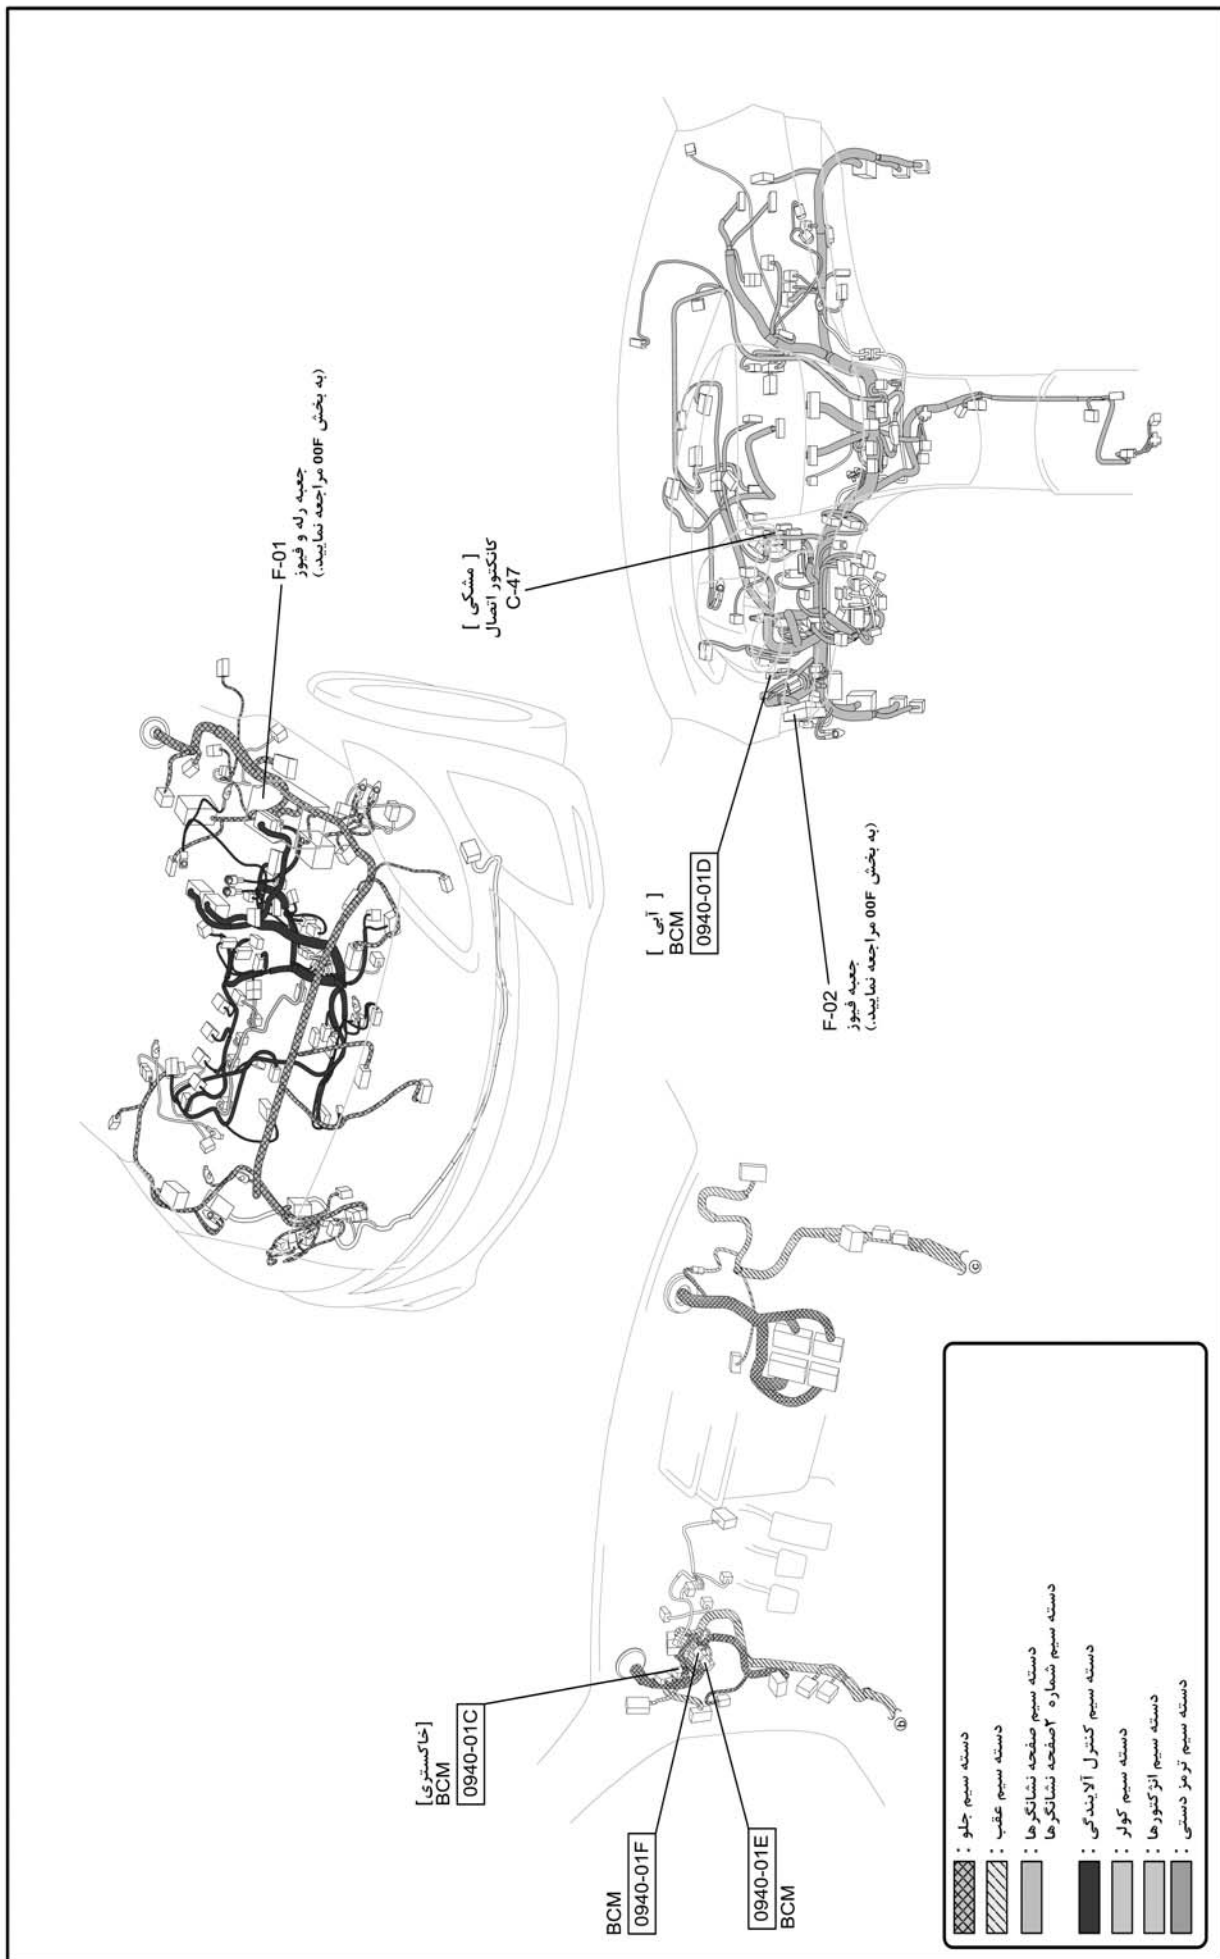 F-01
جعبه رله و فیوز
(به بخش 00F مراجعه نمایید.)
[ مشکی ]
کانکتور اتصال
C-47
[ آبی ]
BCM
0940-01D
F-02
جعبه فیوز
(به بخش 00F مراجعه نمایید.)
[خاکستری]
BCM
0940-01C
BCM
0940-01F
0940-01E
BCM
b
c
دسته سیم جلو :
دسته سیم عقب :
دسته سیم صفحه نشانگرها :
دسته سیم شماره ۲صفحه نشانگرها
دسته سیم کنترل آلایندگی :
دسته سیم کولر :
دسته سیم انژکتورها :
دسته سیم ترمز دستی :